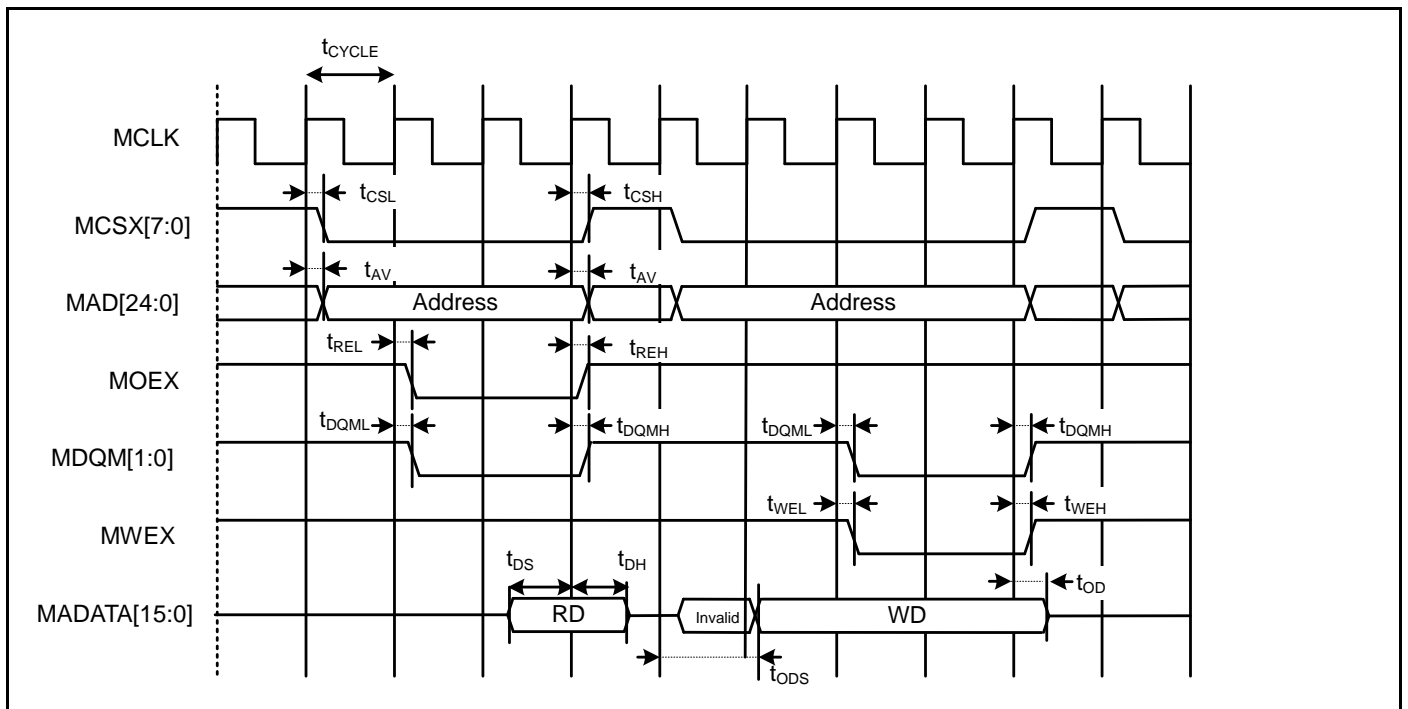 tCYCLE
MCLK
tCSL tCSH
MCSX[7:0]
tAV tAV
MAD[24:0] Address Address
tREL tREH
MOEX
tDQML tDQMH tDQML tDQMH
MDQM[1:0]
tWEL tWEH
MWEX
tDS tDH
tOD
MADATA[15:0] RD Invalid WD
tODS